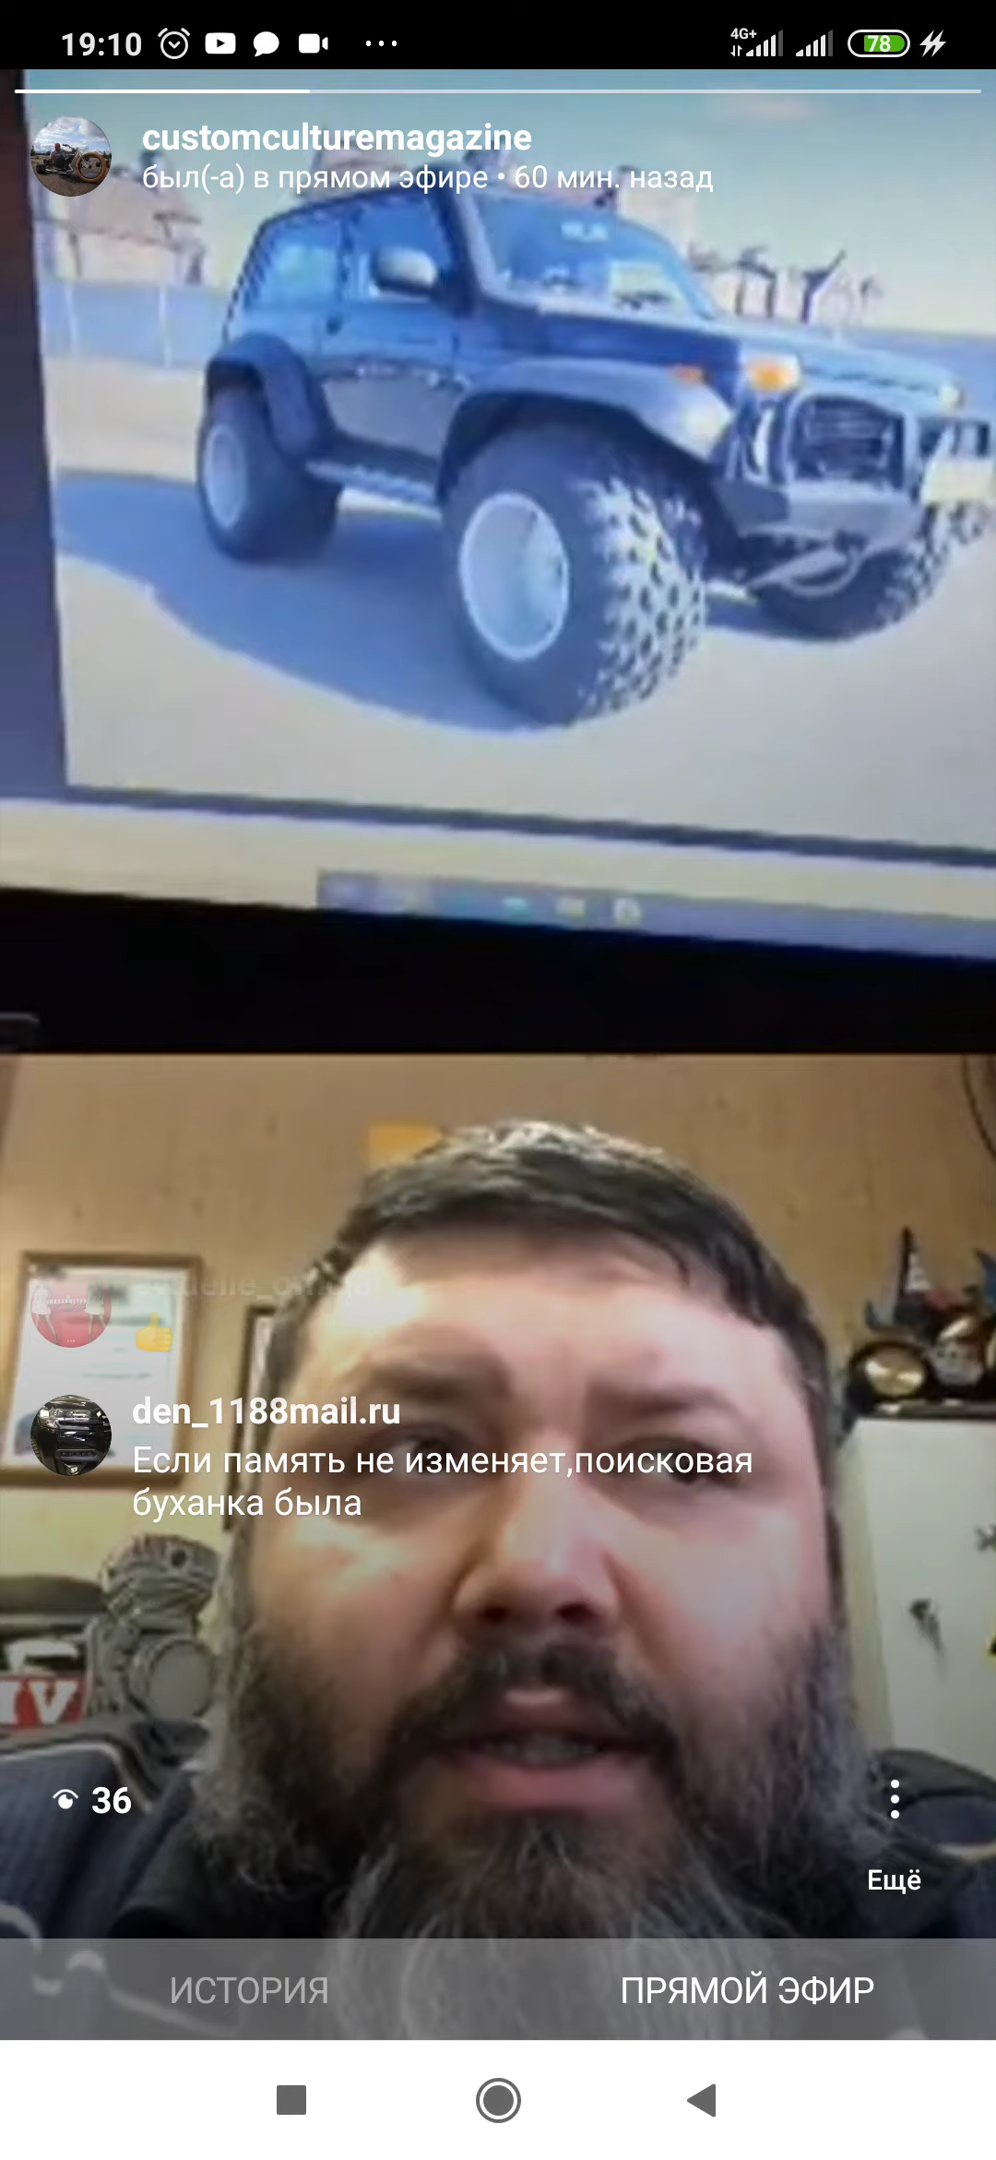 19:10
4G+
78
customculturemagazine
был(-а) в прямом эфире • 60 мин. назад
den_1188mail.ru
Если память не изменяет,поисковая
буханка была
36
Ещё
ИСТОРИЯ
ПРЯМОЙ ЭФИР